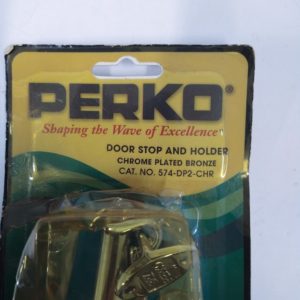 PERKO®
Shaping the Wave of Excellence
DOOR STOP AND HOLDER
CHROME PLATED BRONZE
CAT. NO. 574-DP2-CHR